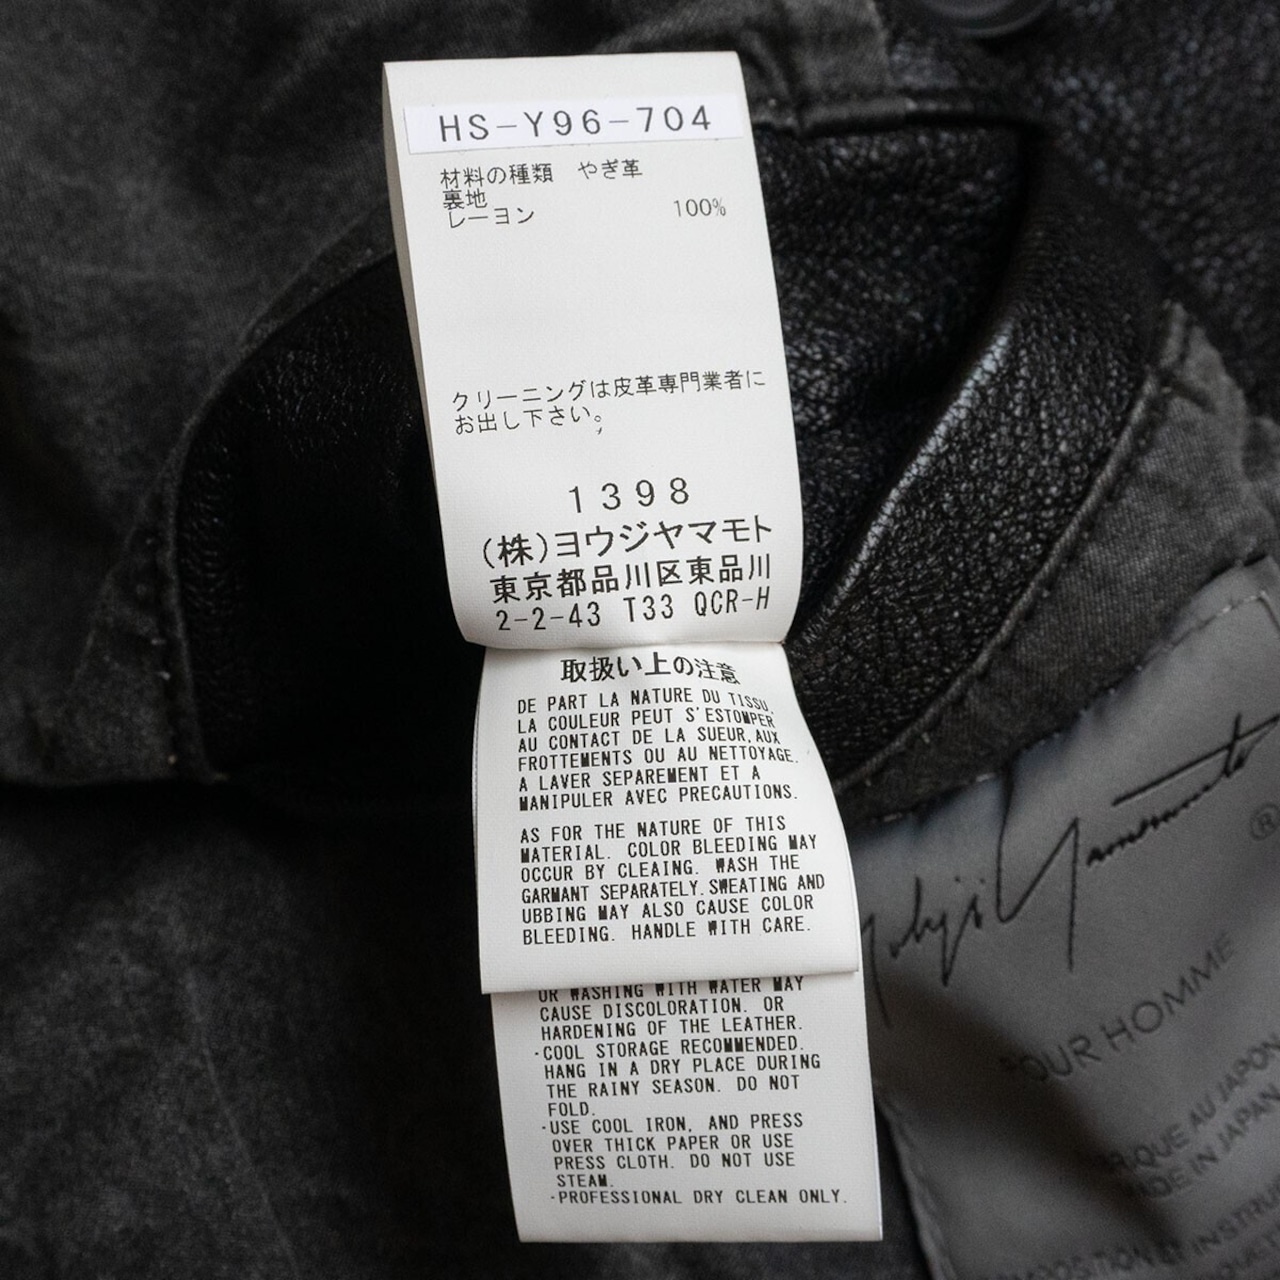 HS-Y96-704
材料の種類 やぎ革
裏地
レーヨン 100%
クリーニングは皮革専門業者に
お出し下さい。
1398
(株)ヨウジヤマモト
東京都品川区東品川
2-2-43 T33 QCR-H
取扱い上の注意
DE PART LA NATURE DU TISSU,
LA COULEUR PEUT S'ESTOMPER
AU CONTACT DE LA SUEUR,AUX
FROTTEMENTS OU AU NETTOYAGE.
A LAVER SEPAREMENT ET A
MANIPULER AVEC PRECAUTIONS.
AS FOR THE NATURE OF THIS
MATERIAL. COLOR BLEEDING MAY
OCCUR BY CLEAING. WASH THE
GARMANT SEPARATELY.SWEATING AND
UBBING MAY ALSO CAUSE COLOR
BLEEDING. HANDLE WITH CARE.
OR WASHING WITH WATER MAY
CAUSE DISCOLORATION. OR
HARDENING OF THE LEATHER.
·COOL STORAGE RECOMMENDED.
HANG IN A DRY PLACE DURING
THE RAINY SEASON. DO NOT
FOLD.
·USE COOL IRON, AND PRESS
OVER THICK PAPER OR USE
PRESS CLOTH. DO NOT USE
STEAM.
·PROFESSIONAL DRY CLEAN ONLY.
Yohji Yamamoto ®
POUR HOMME
RIQUE AU JAPON
MADE IN JAPAN